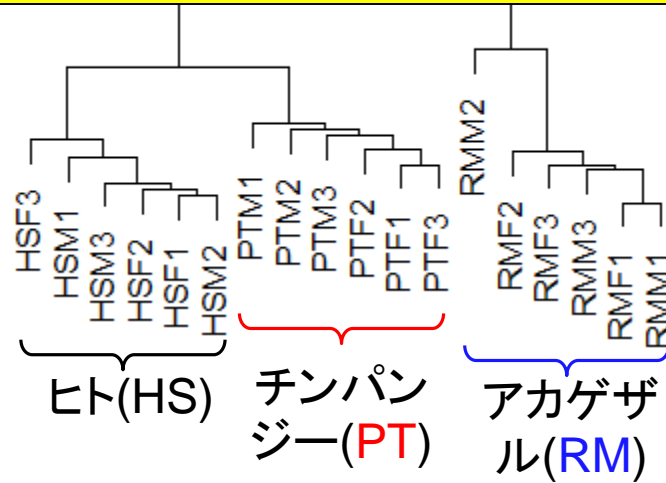 HSF3
HSM1
HSM3
HSF2
HSF1
HSM2
PTM1
PTM2
PTM3
PTF2
PTF1
PTF3
RMM2
RMF2
RMF3
RMM3
RMF1
RMM1
ヒト(HS)
チンパン
ジー(PT)
アカゲザ
ル(RM)